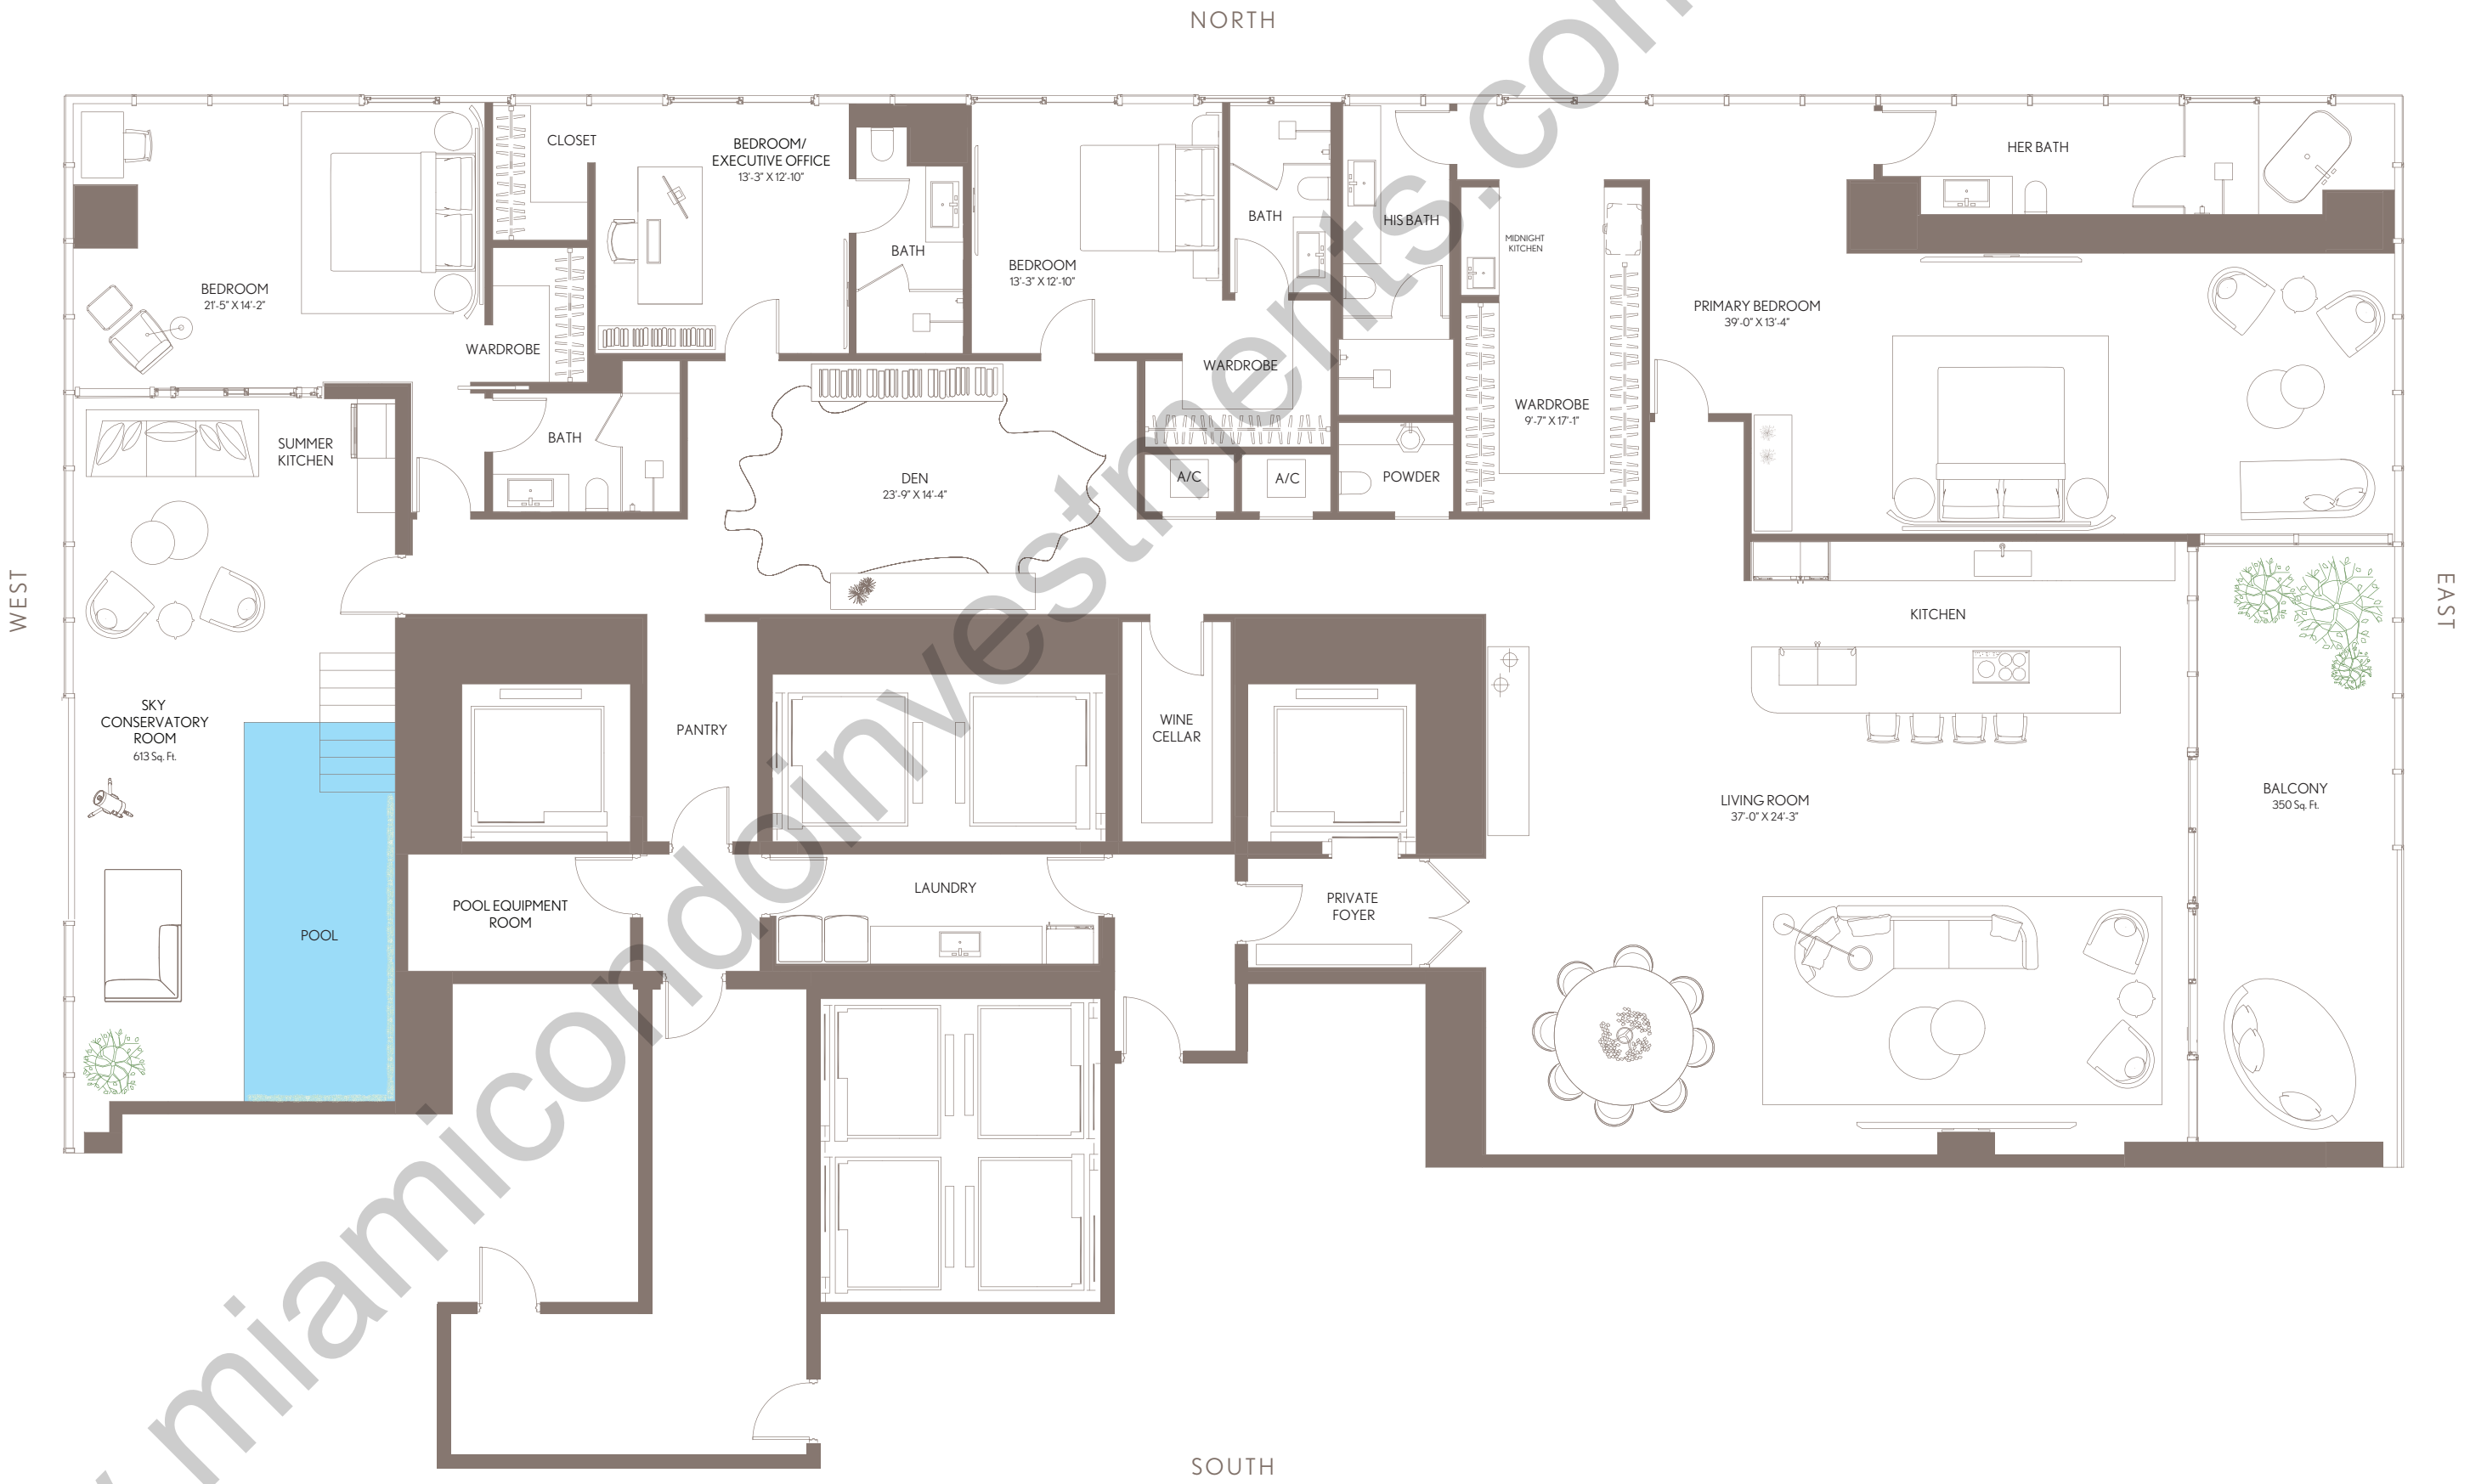 NORTH
CLOSET
BEDROOM/
EXECUTIVE OFFICE
13'-3" X 12'-10"
HER BATH
BATH
HIS BATH
MIDNIGHT
KITCHEN
BATH
BEDROOM
13'-3" X 12'-10"
BEDROOM
21'-5" X 14'-2"
PRIMARY BEDROOM
39'-0" X 13'-4"
WARDROBE
WARDROBE
WARDROBE
9'-7" X 17'-1"
SUMMER
KITCHEN
BATH
DEN
23'-9" X 14'-4"
A/C
A/C
POWDER
WEST
EAST
KITCHEN
SKY
CONSERVATORY
ROOM
613 Sq. Ft.
PANTRY
WINE
CELLAR
LIVING ROOM
37'-0" X 24'-3"
BALCONY
350 Sq. Ft.
POOL EQUIPMENT
ROOM
LAUNDRY
PRIVATE
FOYER
POOL
SOUTH
miamicondoinvestments.com